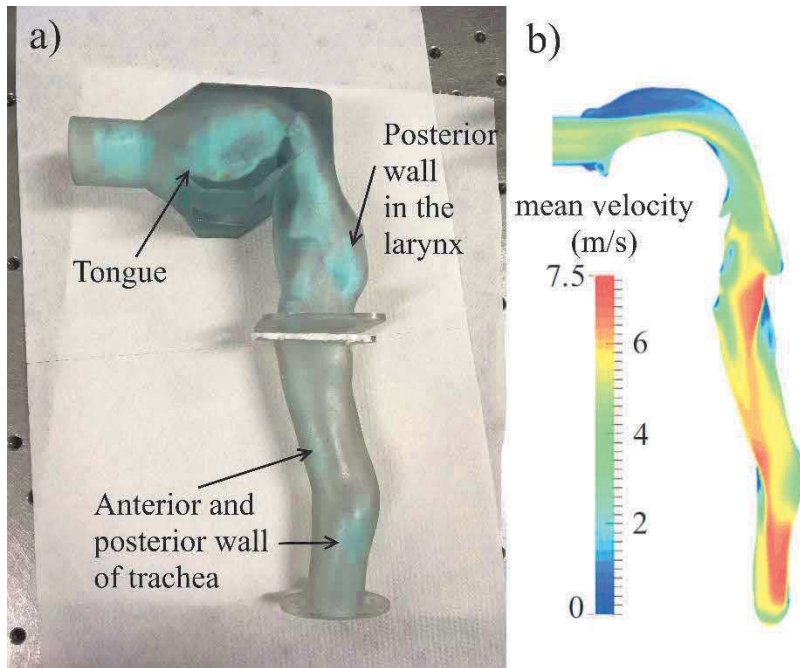 a)
Tongue
Posterior
wall
in the
larynx
Anterior and
posterior wall
of trachea
b)
mean velocity
(m/s)
7.5
6
4
2
0